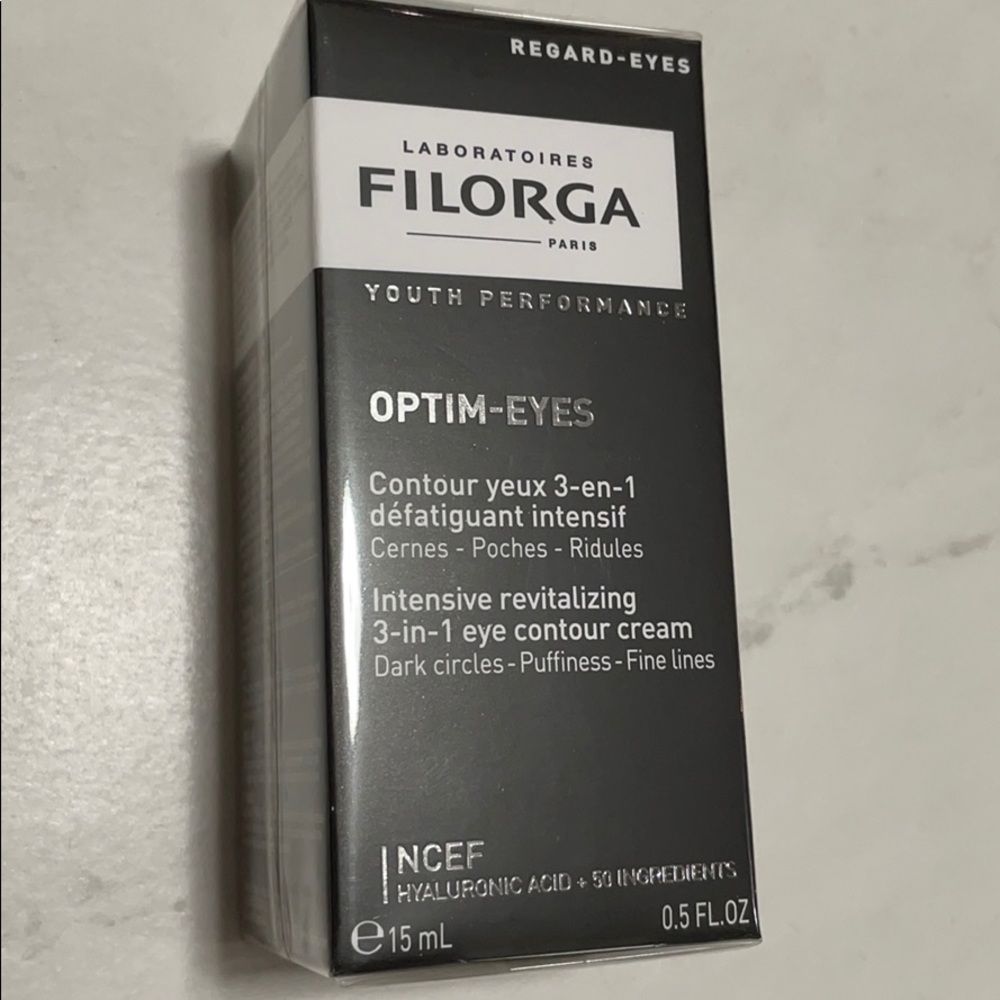 REGARD-EYES
LABORATOIRES
FILORGA
PARIS
YOUTH PERFORMANCE
OPTIM-EYES
Contour yeux 3-en-1
défatiguant intensif
Cernes - Poches - Ridules
Intensive revitalizing
3-in-1 eye contour cream
Dark circles - Puffiness - Fine lines
NCEF
HYALURONIC ACID + 50 INGREDIENTS
℮ 15 mL
0.5 FL.OZ